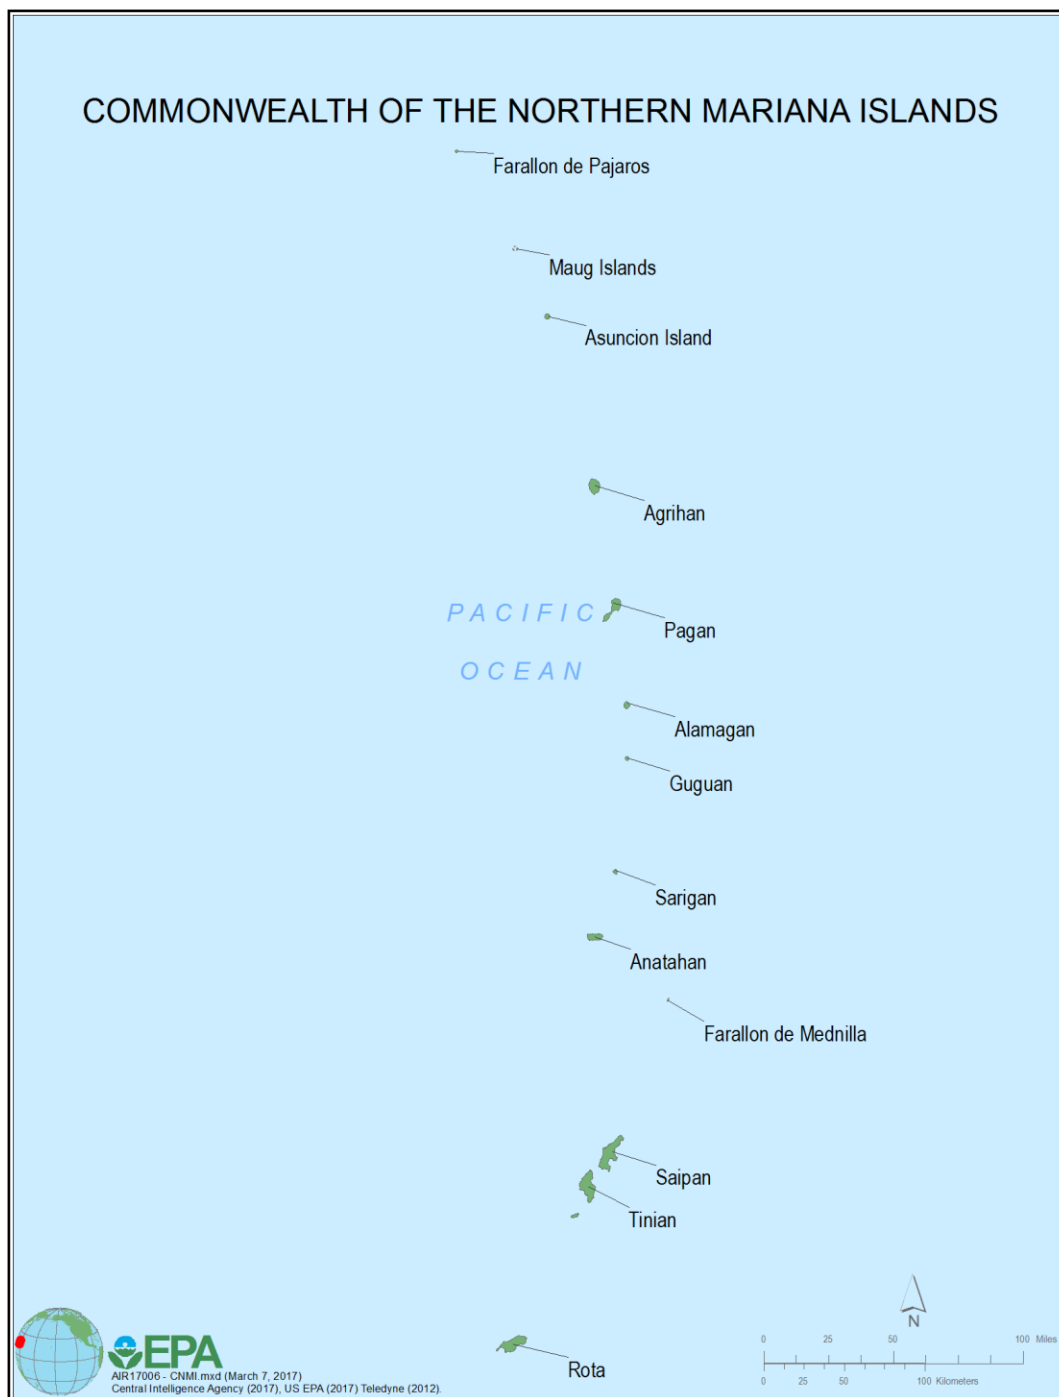 COMMONWEALTH OF THE NORTHERN MARIANA ISLANDS
Farallon de Pajaros
Maug Islands
Asuncion Island
Agrihan
PACIFIC
Pagan
OCEAN
Alamagan
Guguan
Sarigan
Anatahan
Farallon de Mednilla
Saipan
Tinian
N
0 25 50 100 Miles
0 25 50 100 Kilometers
EPA
Rota
AIR17006 - CNMI.mxd (March 7, 2017)
Central Intelligence Agency (2017), US EPA (2017) Teledyne (2012).